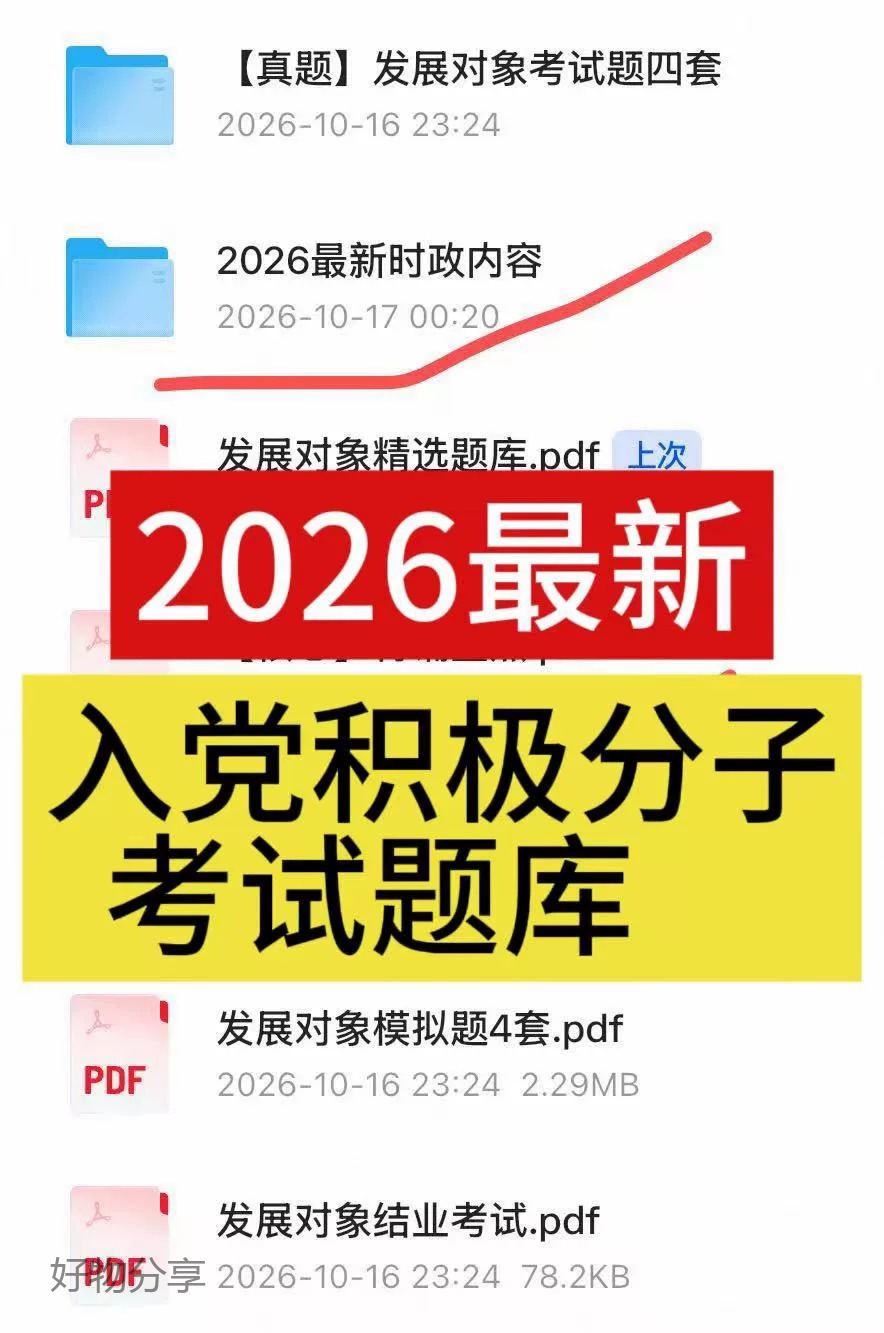 【真题】发展对象考试题四套
2026-10-16 23:24
2026最新时政内容
2026-10-17 00:20
发展对象精选题库.pdf 上次
2026最新
入党积极分子
考试题库
发展对象模拟题4套.pdf
PDF
2026-10-16 23:24 2.29MB
发展对象结业考试.pdf
PDF
好物分享
2026-10-16 23:24 78.2KB